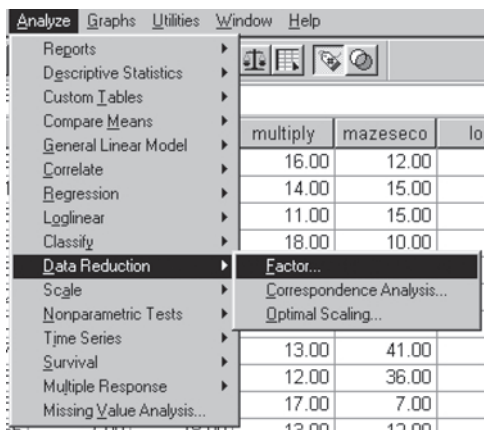 Analyze Graphs Utilities Window Help
Reports
Descriptive Statistics
Custom Tables
Compare Means
General Linear Model
Correlate
Regression
Loglinear
Classify
Data Reduction
Scale
Nonparametric Tests
Time Series
Survival
Multiple Response
Missing Value Analysis...
Factor...
Correspondence Analysis...
Optimal Scaling...
multiply mazeseco lo
16.00 12.00
14.00 15.00
11.00 15.00
18.00 10.00
13.00 41.00
12.00 36.00
17.00 7.00